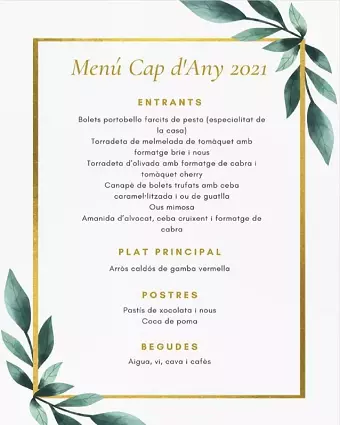 Menú Cap d'Any 2021
ENTRANTS
Bolets portobello farcits de pesto (especialitat de
la casa)
Torradeta de melmelada de tomàquet amb
formatge brie i nous
Torradeta d'olivada amb formatge de cabra i
tomàquet cherry
Canapè de bolets trufats amb ceba
caramel·litzada i ou de guatlla
Ous mimosa
Amanida d'alvocat, ceba cruixent i formatge de
cabra
PLAT PRINCIPAL
Arròs caldós de gamba vermella
POSTRES
Pastís de xocolata i nous
Coca de poma
BEGUDES
Aigua, vi, cava i cafès